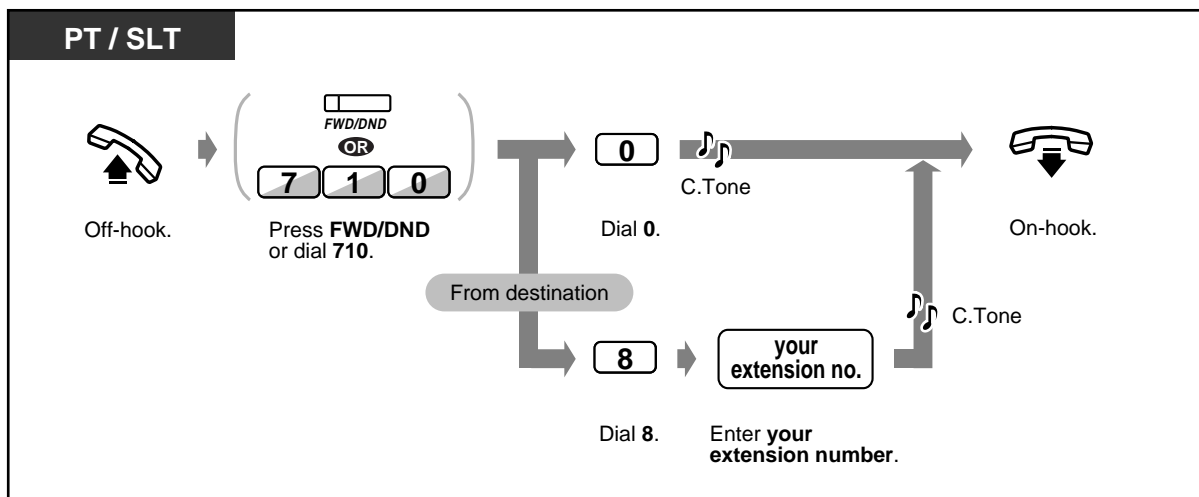 PT / SLT
FWD/DND
OR
7 1 0
0
C.Tone
Off-hook.
Press FWD/DND
or dial 710.
Dial 0.
On-hook.
From destination
C.Tone
8
your
extension no.
Dial 8.
Enter your
extension number.